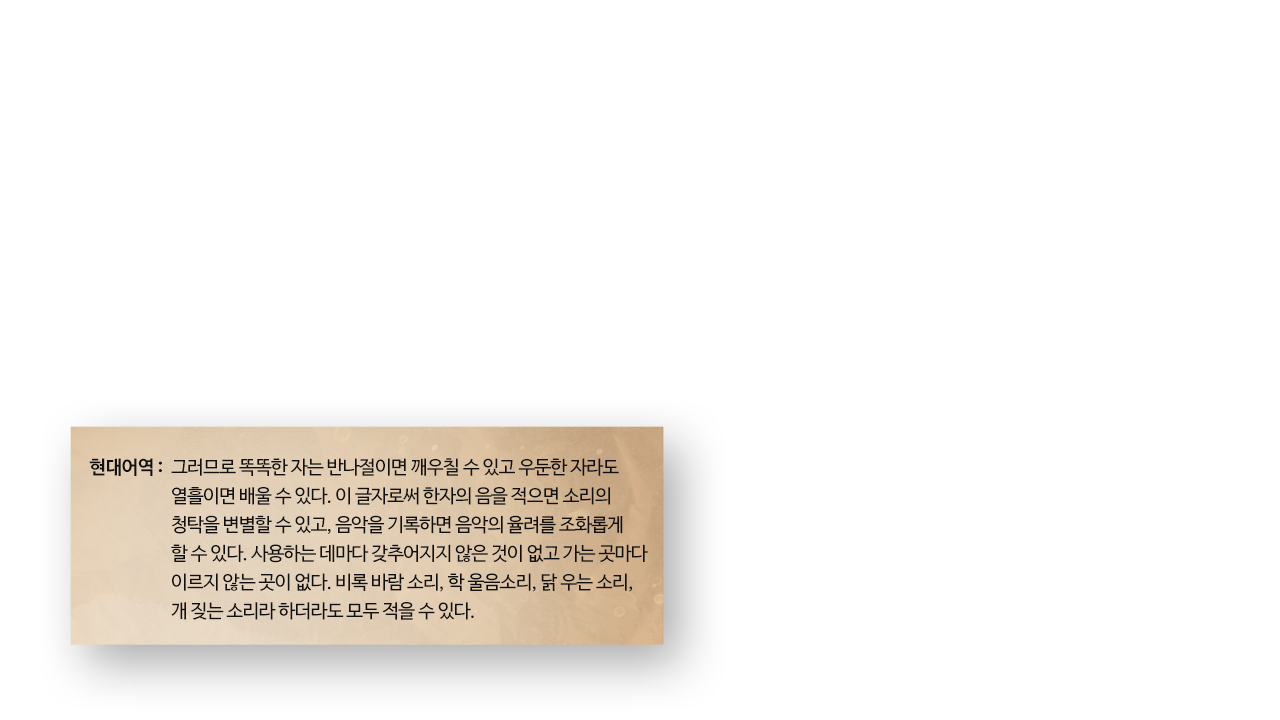 현대어역 : 그러므로 똑똑한 자는 반나절이면 깨우칠 수 있고 우둔한 자라도
열흘이면 배울 수 있다. 이 글자로써 한자의 음을 적으면 소리의
청탁을 변별할 수 있고, 음악을 기록하면 음악의 율려를 조화롭게
할 수 있다. 사용하는 데마다 갖추어지지 않은 것이 없고 가는 곳마다
이르지 않는 곳이 없다. 비록 바람 소리, 학 울음소리, 닭 우는 소리,
개 짖는 소리라 하더라도 모두 적을 수 있다.